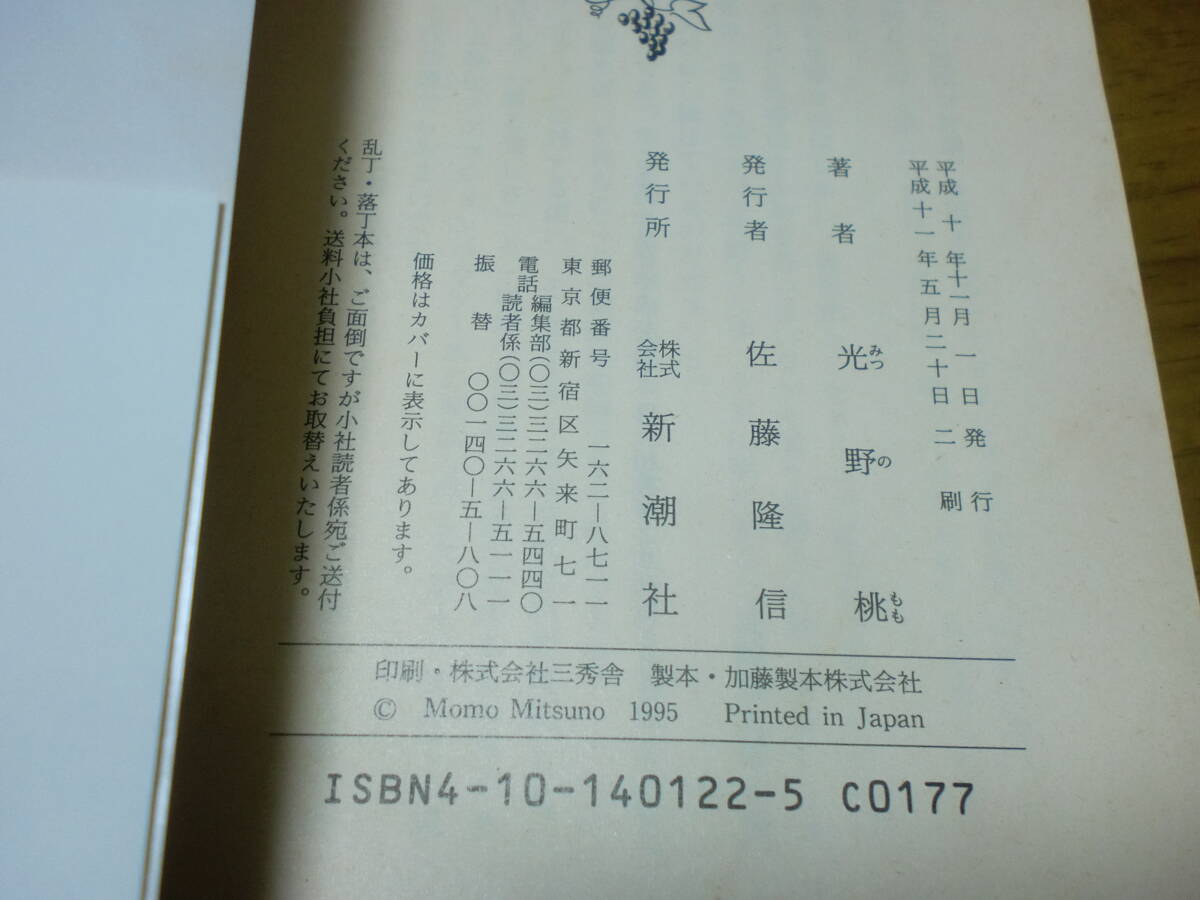 平成十年十一月一日発行
平成十一年五月二十日二刷
著者 光野桃
みつ の もも
発行者 佐藤隆信
発行所 株式会社 新潮社
郵便番号 一六二―八七一一
東京都新宿区矢来町七一
電話 編集部(〇三)三二六六―五四四〇
読者係(〇三)三二六六―五一一一
振替 〇〇一四〇―五―八〇八
価格はカバーに表示してあります。
乱丁・落丁本は、ご面倒ですが小社読者係宛ご送付
ください。送料小社負担にてお取替えいたします。
印刷・株式会社三秀舎 製本・加藤製本株式会社
© Momo Mitsuno 1995 Printed in Japan
ISBN4-10-140122-5 C0177